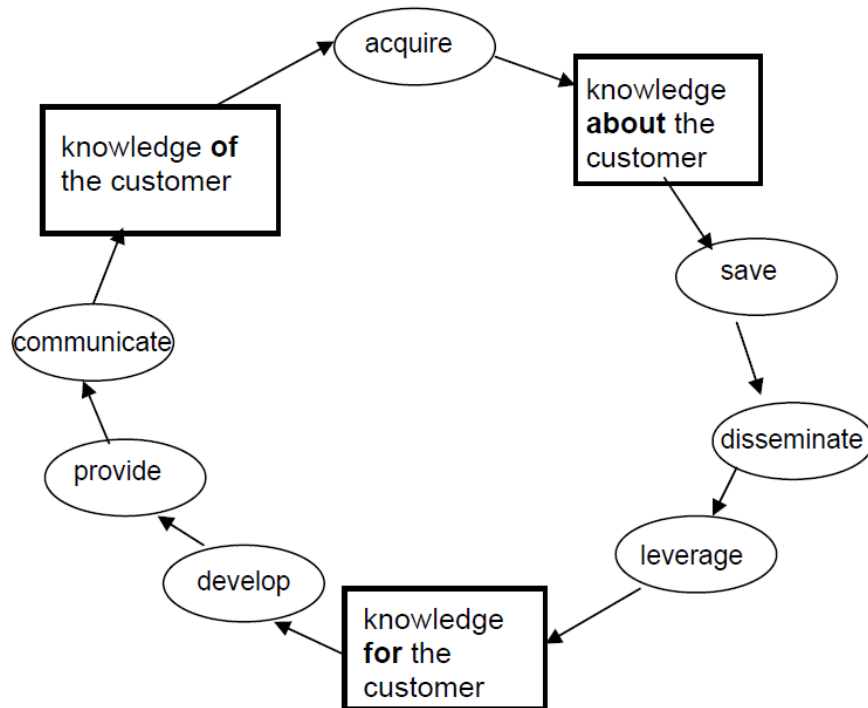 acquire
knowledge
about the
customer
knowledge of
the customer
save
communicate
disseminate
provide
leverage
develop
knowledge
for the
customer